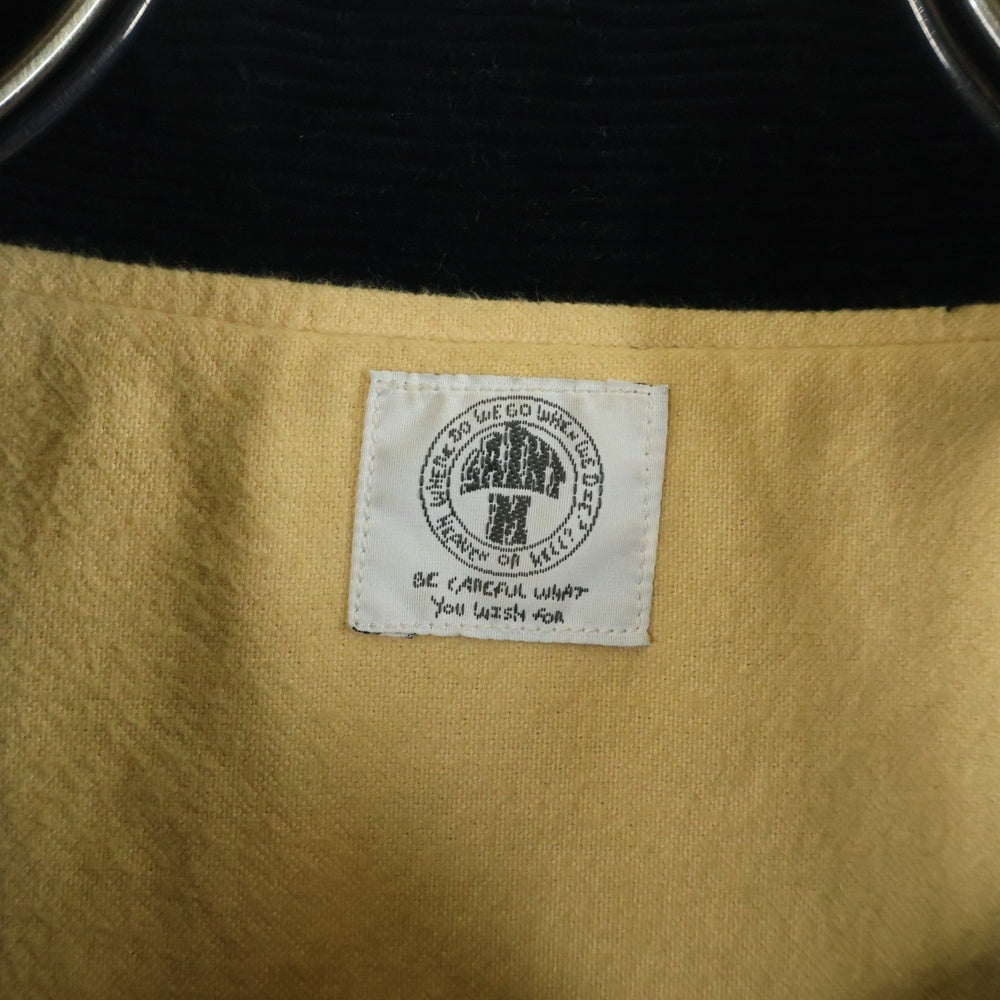 WHERE DO WE GO WHEN WE DIE?
HEAVEN OR HELL?
SAINT
M
BE CAREFUL WHAT
YOU WISH FOR